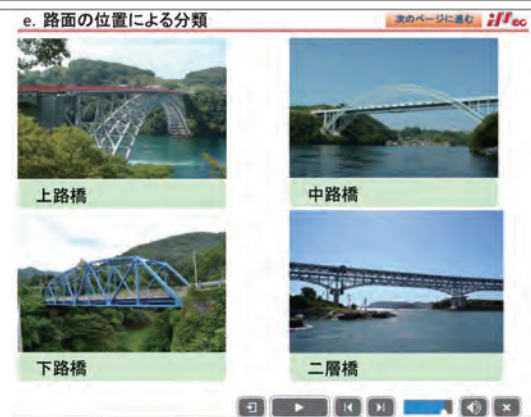 e. 路面の位置による分類
次のページに進む
上路橋
中路橋
下路橋
二層橋